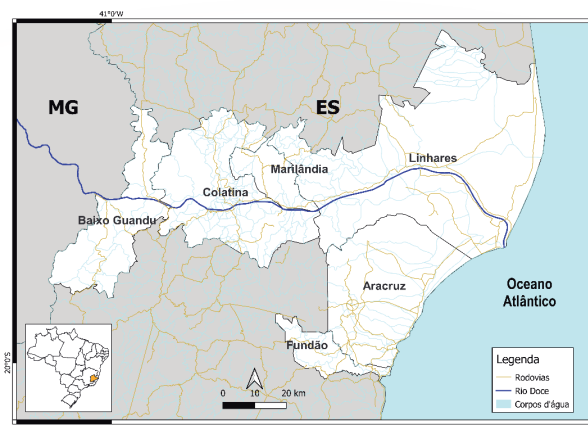 41°0'W
MG
ES
Linhares
Marilândia
Colatina
Baixo Guandu
Aracruz
Oceano
Atlântico
Fundão
20°0'S
0 10 20 km
Legenda
Rodovias
Rio Doce
Corpos d'água